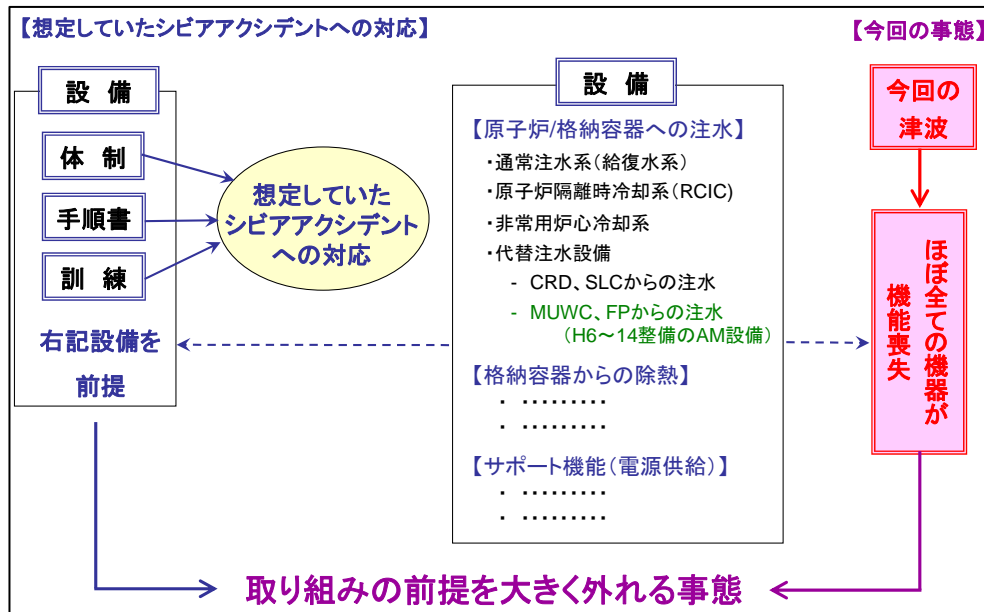 【想定していたシビアアクシデントへの対応】
【今回の事態】
設 備
体 制
手順書
訓 練
右記設備を
前提
想定していた
シビアアクシデント
への対応
設 備
【原子炉/格納容器への注水】
・通常注水系(給復水系)
・原子炉隔離時冷却系(RCIC)
・非常用炉心冷却系
・代替注水設備
- CRD、SLCからの注水
- MUWC、FPからの注水
(H6～14整備のAM設備)
【格納容器からの除熱】
・ ・・・・・・・・・
・ ・・・・・・・・・
【サポート機能(電源供給)】
・ ・・・・・・・・・
・ ・・・・・・・・・
今回の
津波
ほぼ全ての機器が
機能喪失
取り組みの前提を大きく外れる事態